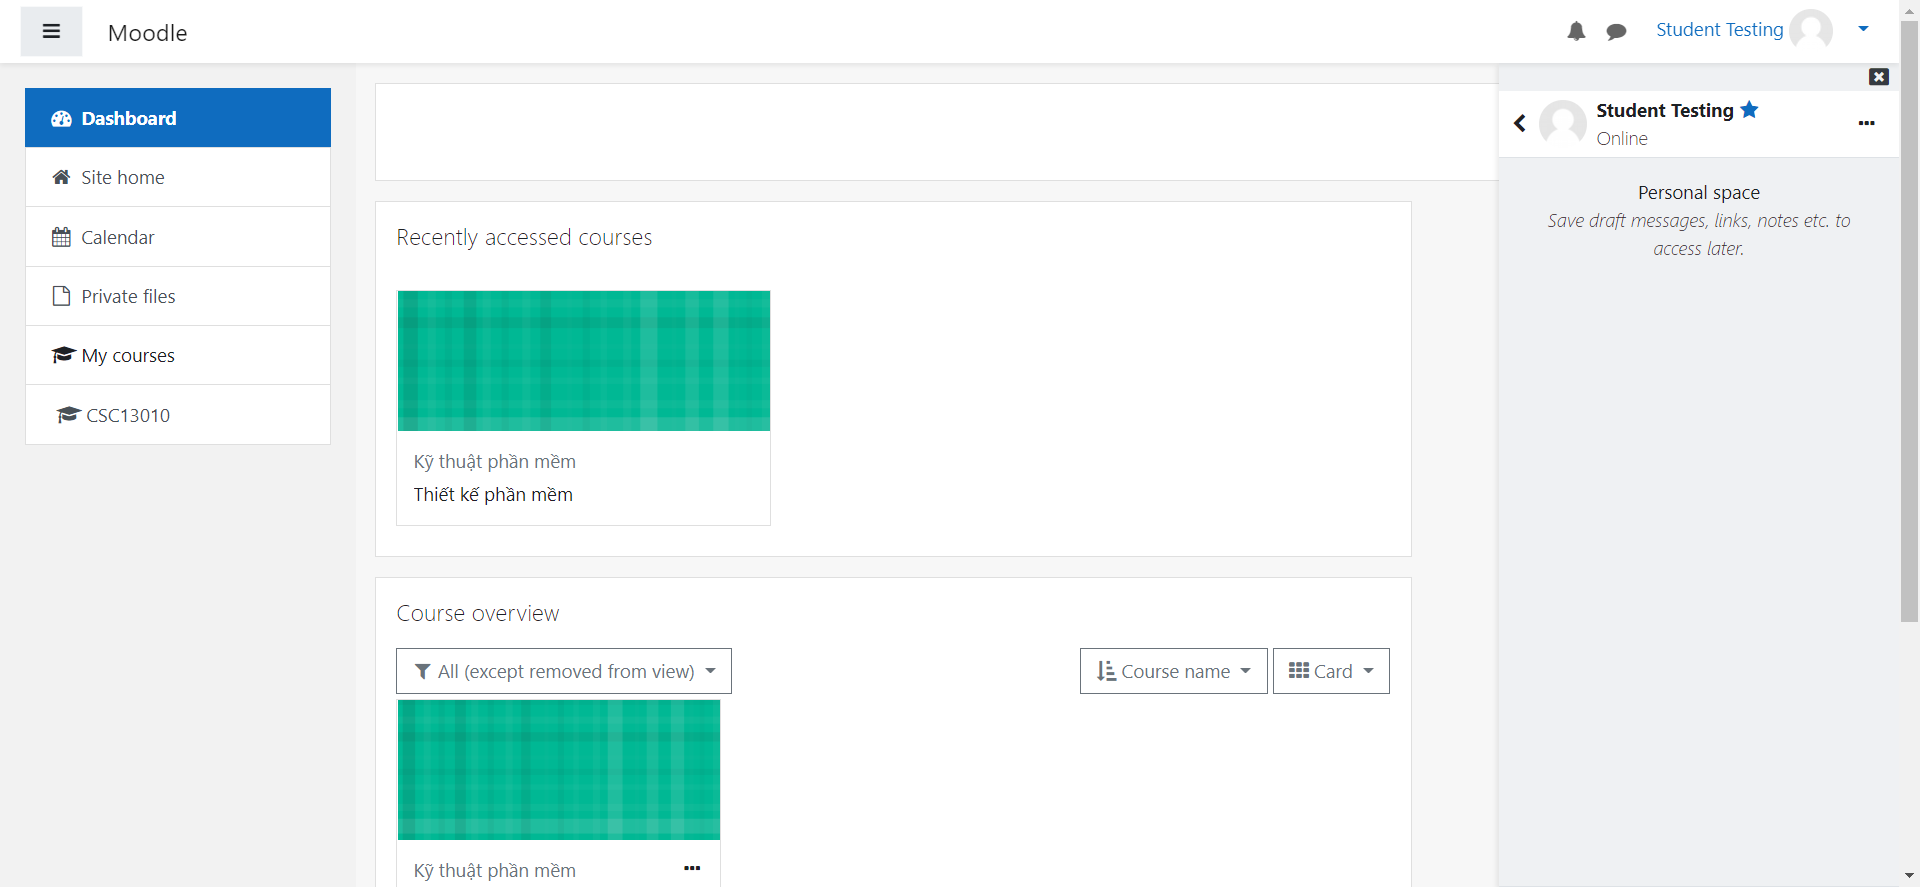 Moodle
Student Testing
Dashboard
Site home
Calendar
Private files
My courses
CSC13010
Recently accessed courses
Kỹ thuật phần mềm
Thiết kế phần mềm
Course overview
All (except removed from view)
Course name
Card
Kỹ thuật phần mềm
Student Testing
Online
Personal space
Save draft messages, links, notes etc. to
access later.